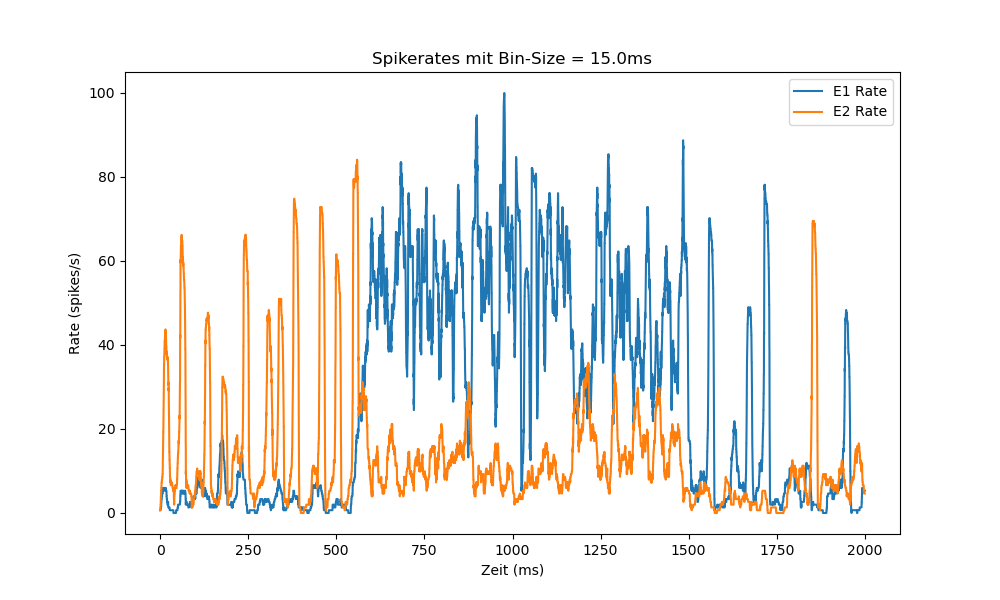 Spikerates mit Bin-Size = 15.0ms
E1 Rate
E2 Rate
Rate (spikes/s)
100
80
60
40
20
0
0 250 500 750 1000 1250 1500 1750 2000
Zeit (ms)